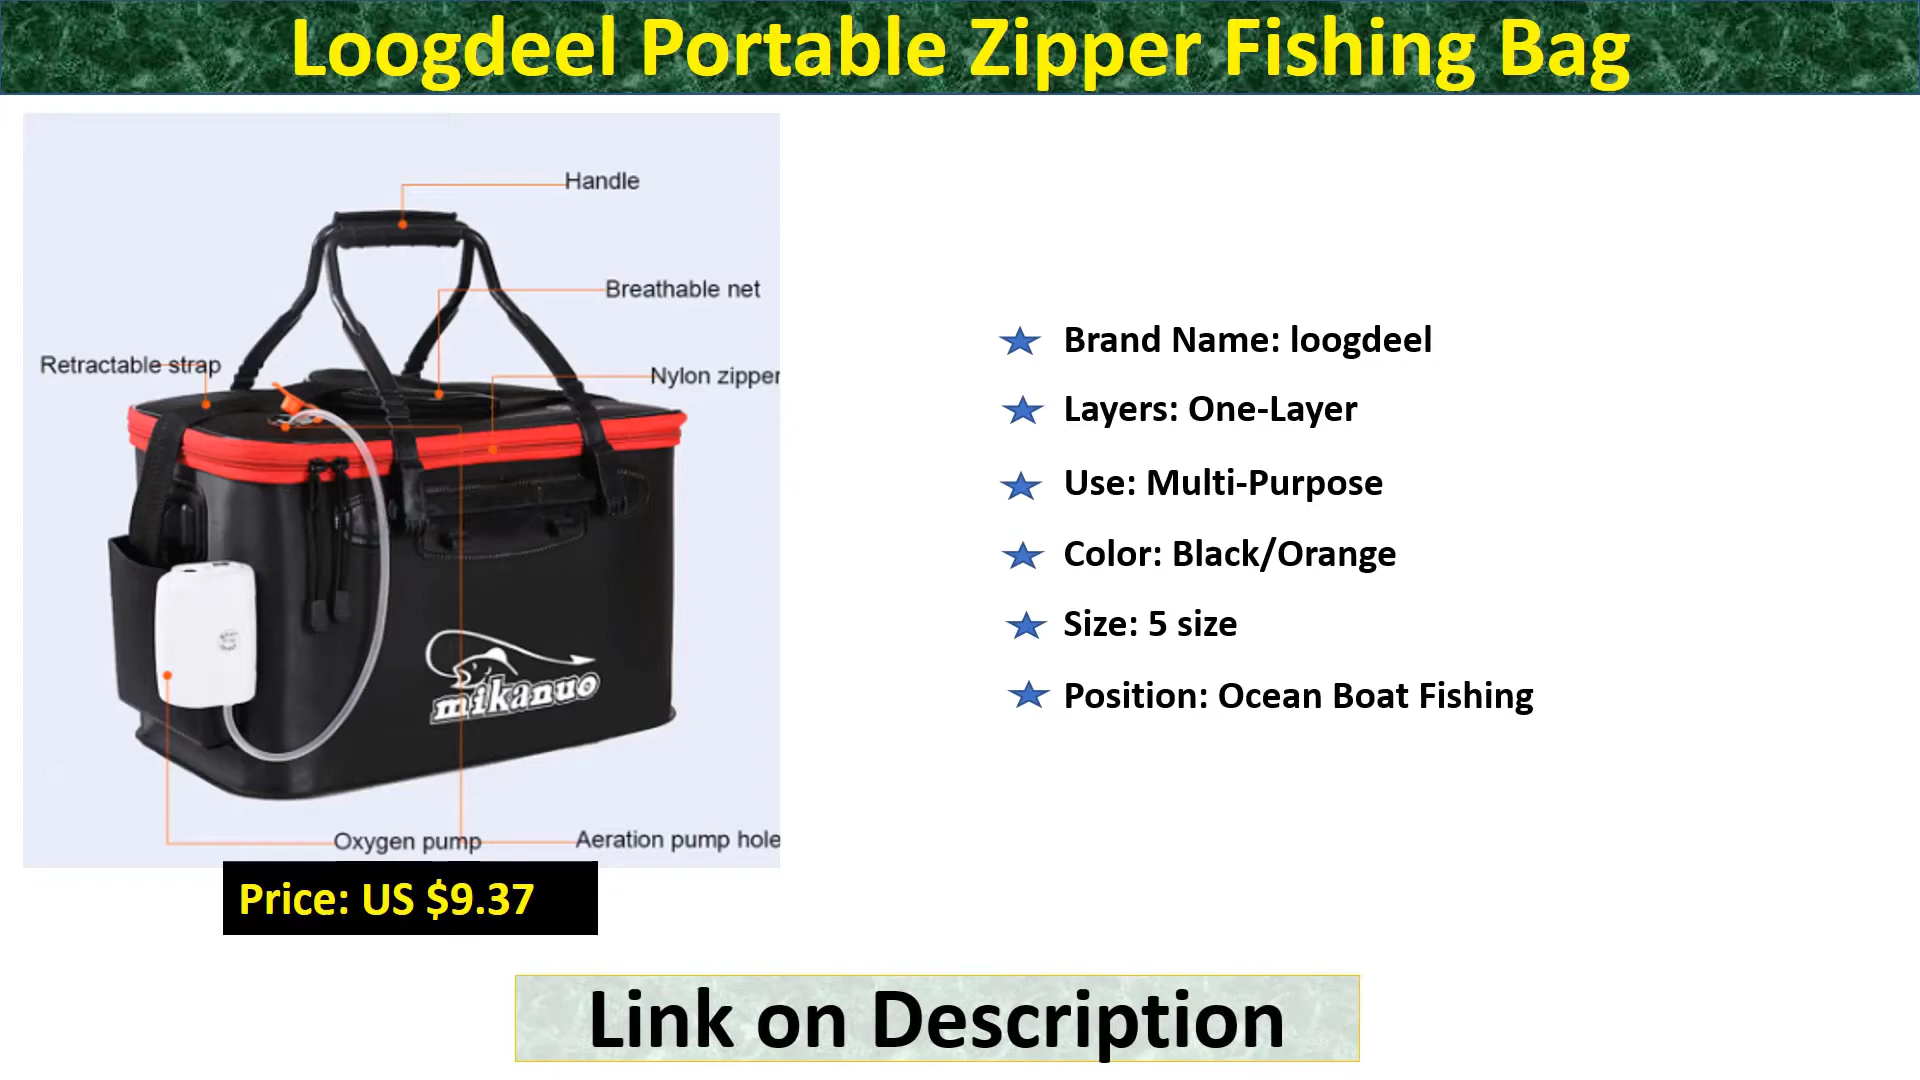 Loogdeel Portable Zipper Fishing Bag
Handle
Breathable net
Retractable strap
Nylon zipper
mikanuo
Oxygen pump
Aeration pump hole
Price: US $9.37
Brand Name: loogdeel
Layers: One-Layer
Use: Multi-Purpose
Color: Black/Orange
Size: 5 size
Position: Ocean Boat Fishing
Link on Description